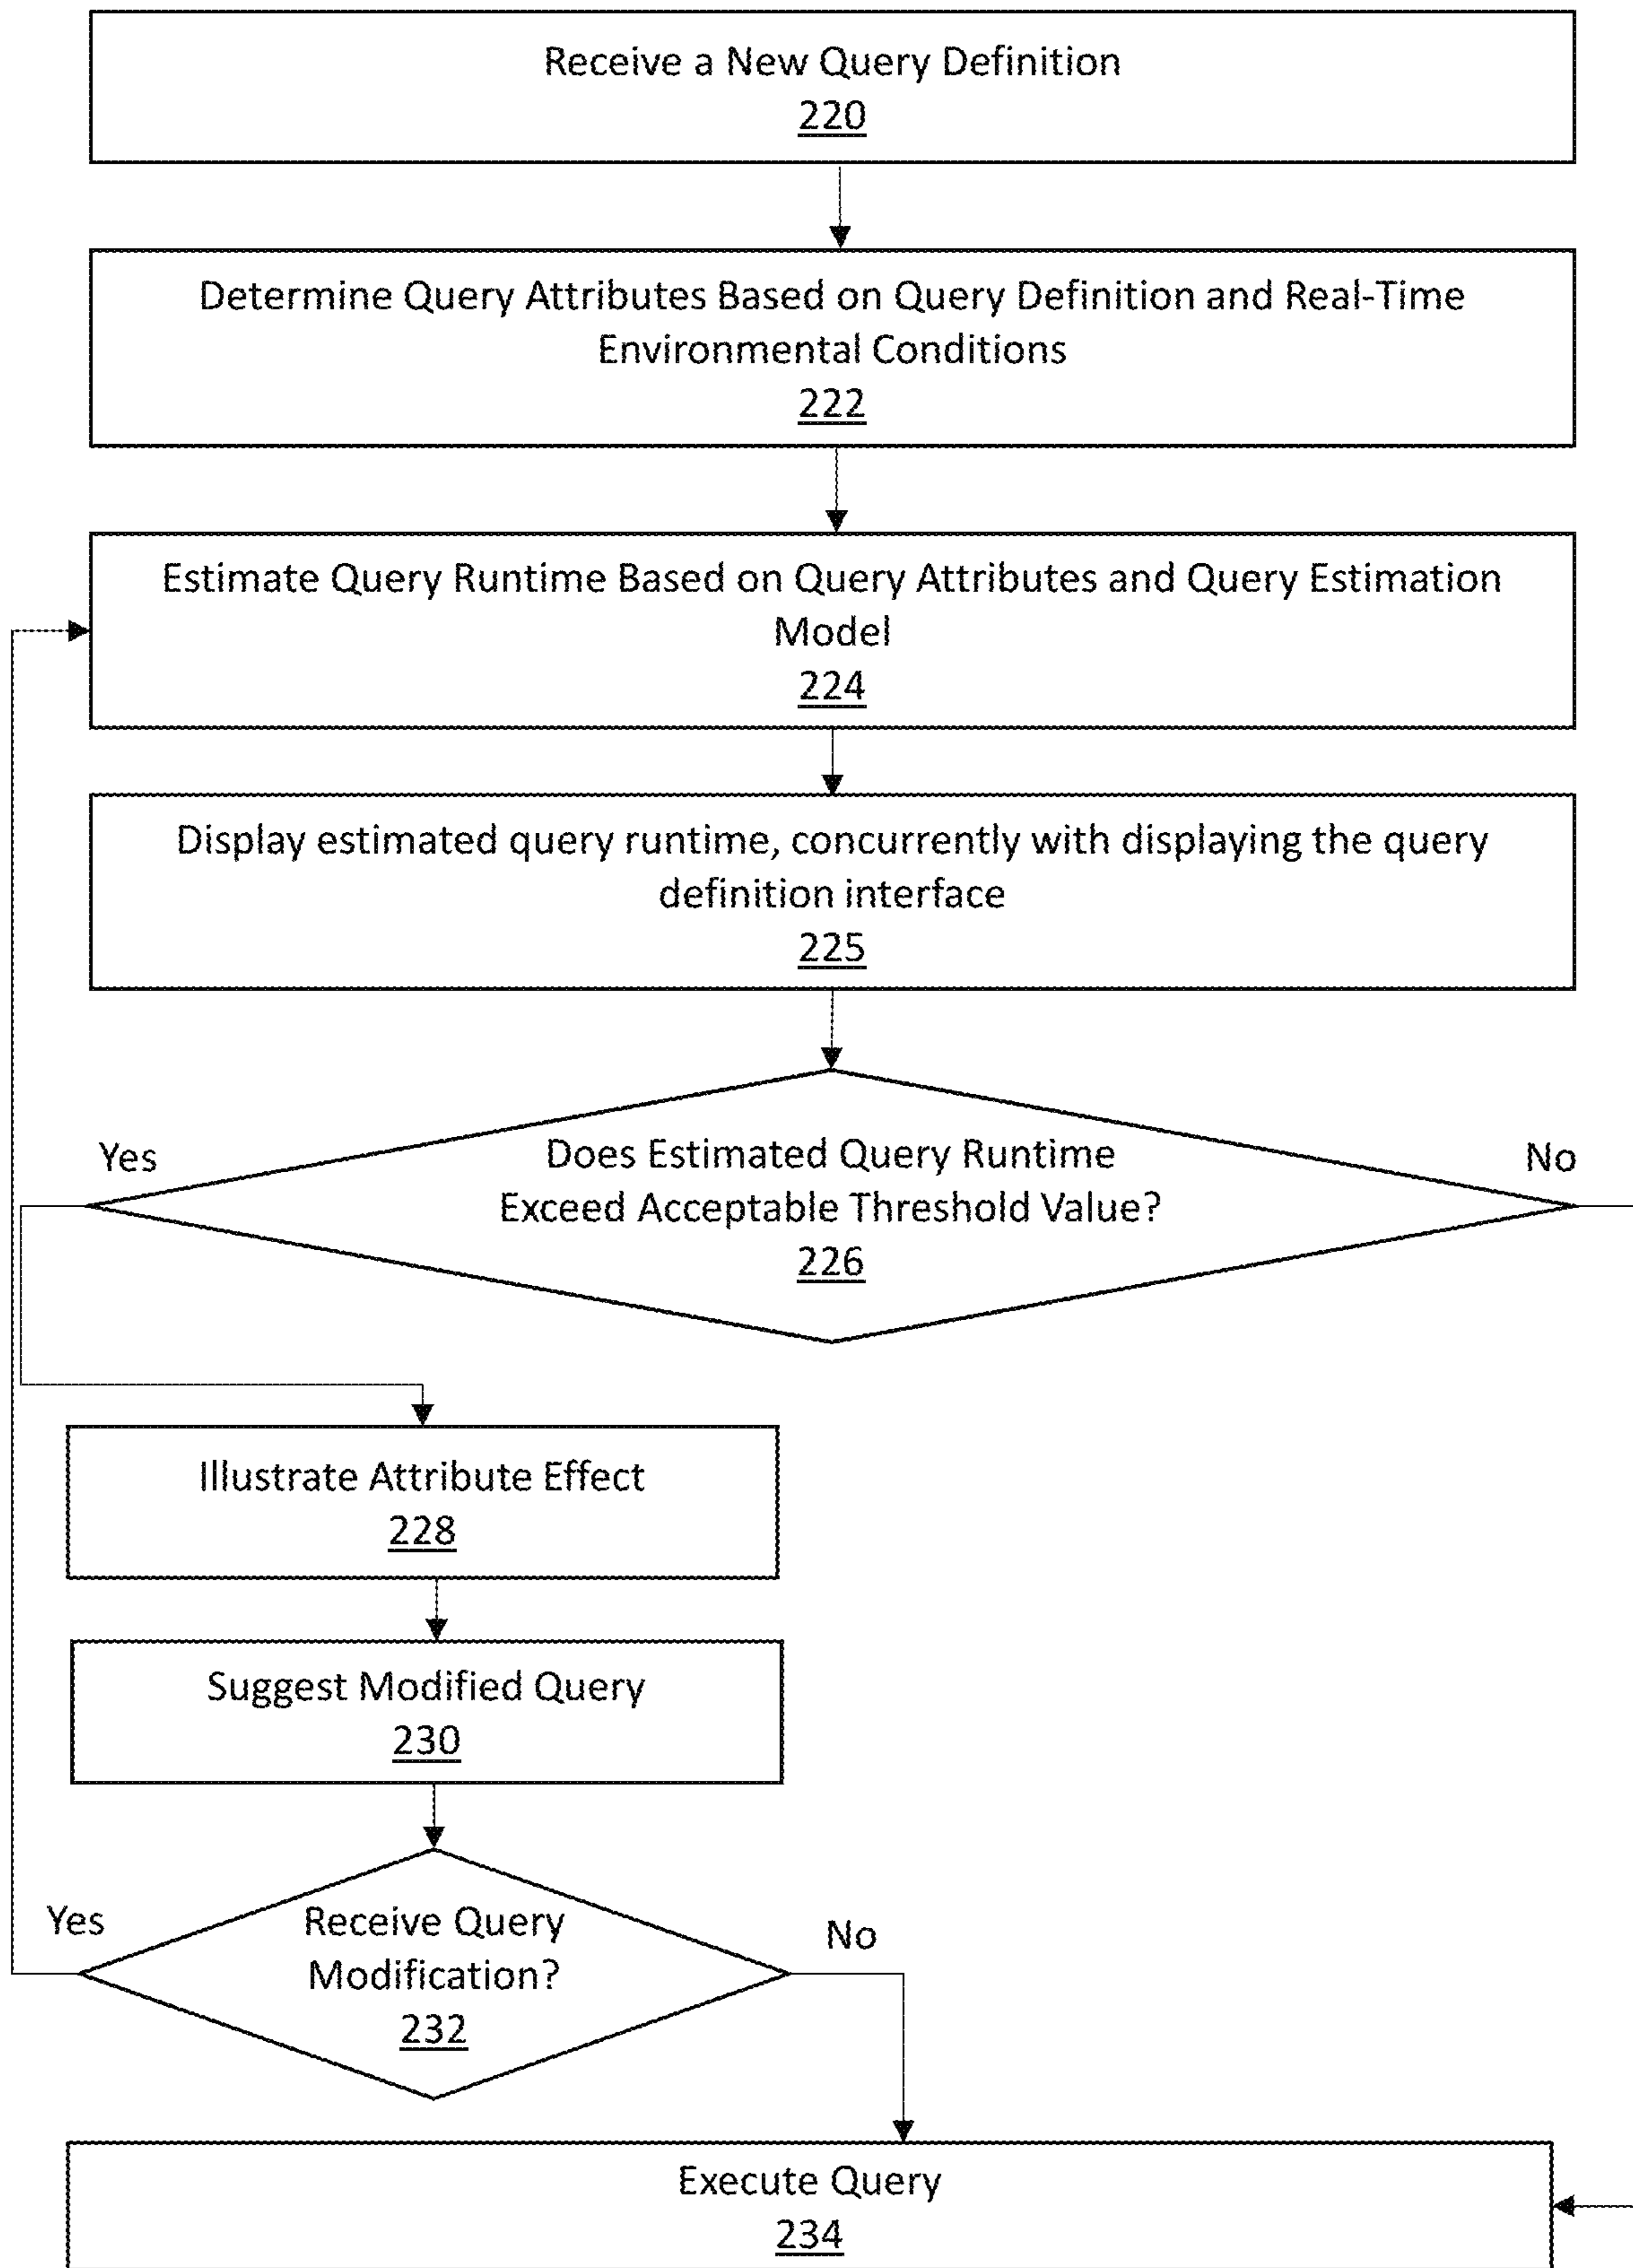 Receive a New Query Definition
220
Determine Query Attributes Based on Query Definition and Real-Time
Environmental Conditions
222
Estimate Query Runtime Based on Query Attributes and Query Estimation
Model
224
Display estimated query runtime, concurrently with displaying the query
definition interface
225
Yes
Does Estimated Query Runtime
Exceed Acceptable Threshold Value?
226
No
Illustrate Attribute Effect
228
Suggest Modified Query
230
Yes
Receive Query
Modification?
232
No
Execute Query
234